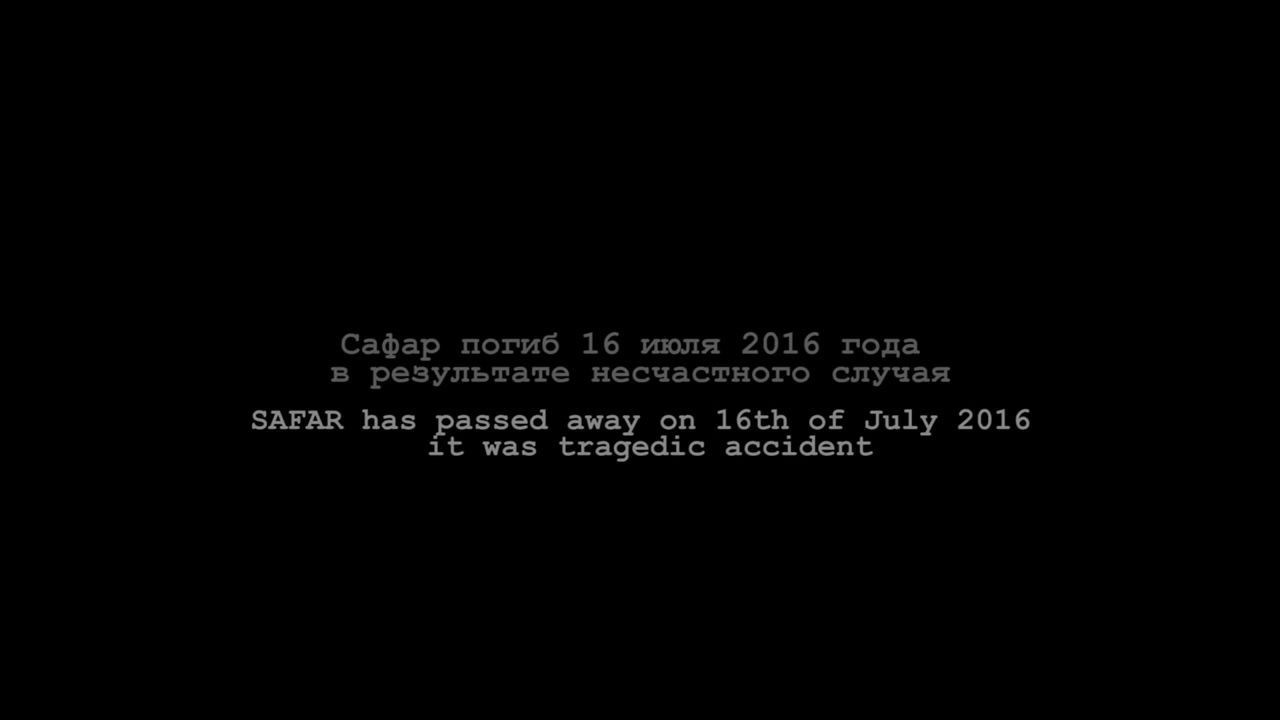 Сафар погиб 16 июля 2016 года
в результате несчастного случая
SAFAR has passed away on 16th of July 2016
it was tragedic accident